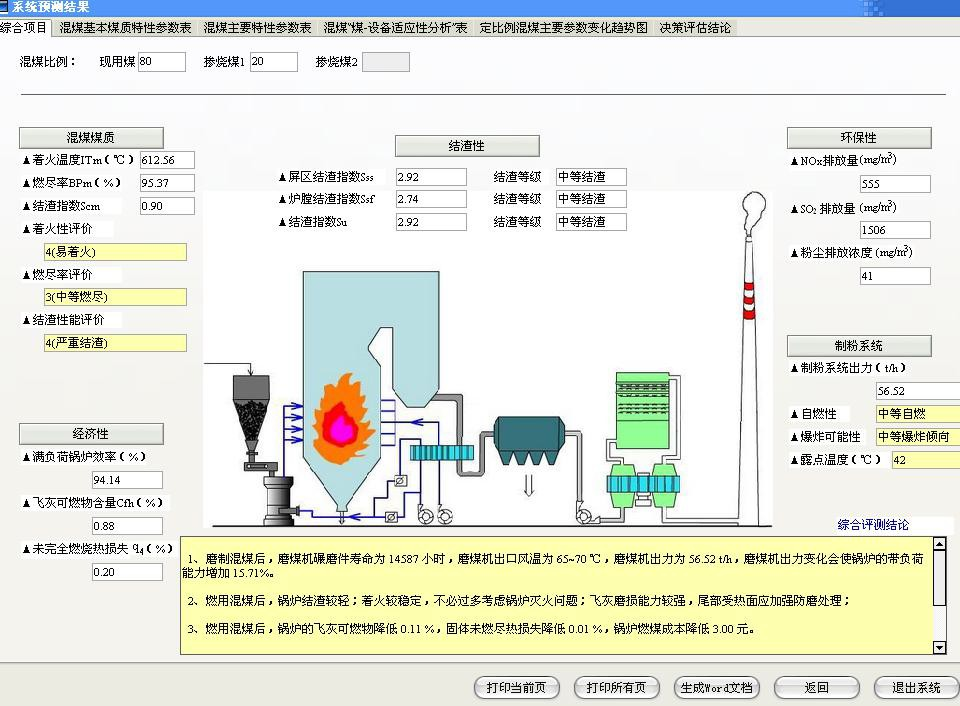 系统预测结果
综合项目 混煤基本煤质特性参数表 混煤主要特性参数表 混煤"煤-设备适应性分析"表 定比例混煤主要参数变化趋势图 决策评估结论
混煤比例： 现用煤 80 掺烧煤1 20 掺烧煤2
混煤煤质
▲着火温度ITm(℃) 612.56
▲燃尽率BPm(%) 95.37
▲结渣指数Scm 0.90
▲着火性评价
4(易着火)
▲燃尽率评价
3(中等燃尽)
▲结渣性能评价
4(严重结渣)
结渣性
▲屏区结渣指数Sss 2.92 结渣等级 中等结渣
▲炉膛结渣指数Ssf 2.74 结渣等级 中等结渣
▲结渣指数Su 2.92 结渣等级 中等结渣
环保性
▲NOx排放量(mg/m³)
555
▲SO₂ 排放量 (mg/m³)
1506
▲粉尘排放浓度 (mg/m³)
41
制粉系统
▲制粉系统出力(t/h)
56.52
▲自燃性 中等自燃
▲爆炸可能性 中等爆炸倾向
▲露点温度(℃) 42
经济性
▲满负荷锅炉效率(%)
94.14
▲飞灰可燃物含量Cfh(%)
0.88
▲未完全燃烧热损失 q₄(%)
0.20
综合评测结论
1、磨制混煤后，磨煤机碾磨件寿命为 14587 小时，磨煤机出口风温为 65~70 ℃，磨煤机出力为 56.52 t/h，磨煤机出力变化会使锅炉的带负荷
能力增加 15.71%。
2、燃用混煤后，锅炉结渣较轻；着火较稳定，不必过多考虑锅炉灭火问题；飞灰磨损能力较强，尾部受热面应加强防磨处理；
3、燃用混煤后，锅炉的飞灰可燃物降低 0.11 %，固体未燃尽热损失降低 0.01 %，锅炉燃煤成本降低 3.00 元。
打印当前页 打印所有页 生成Word文档 返回 退出系统